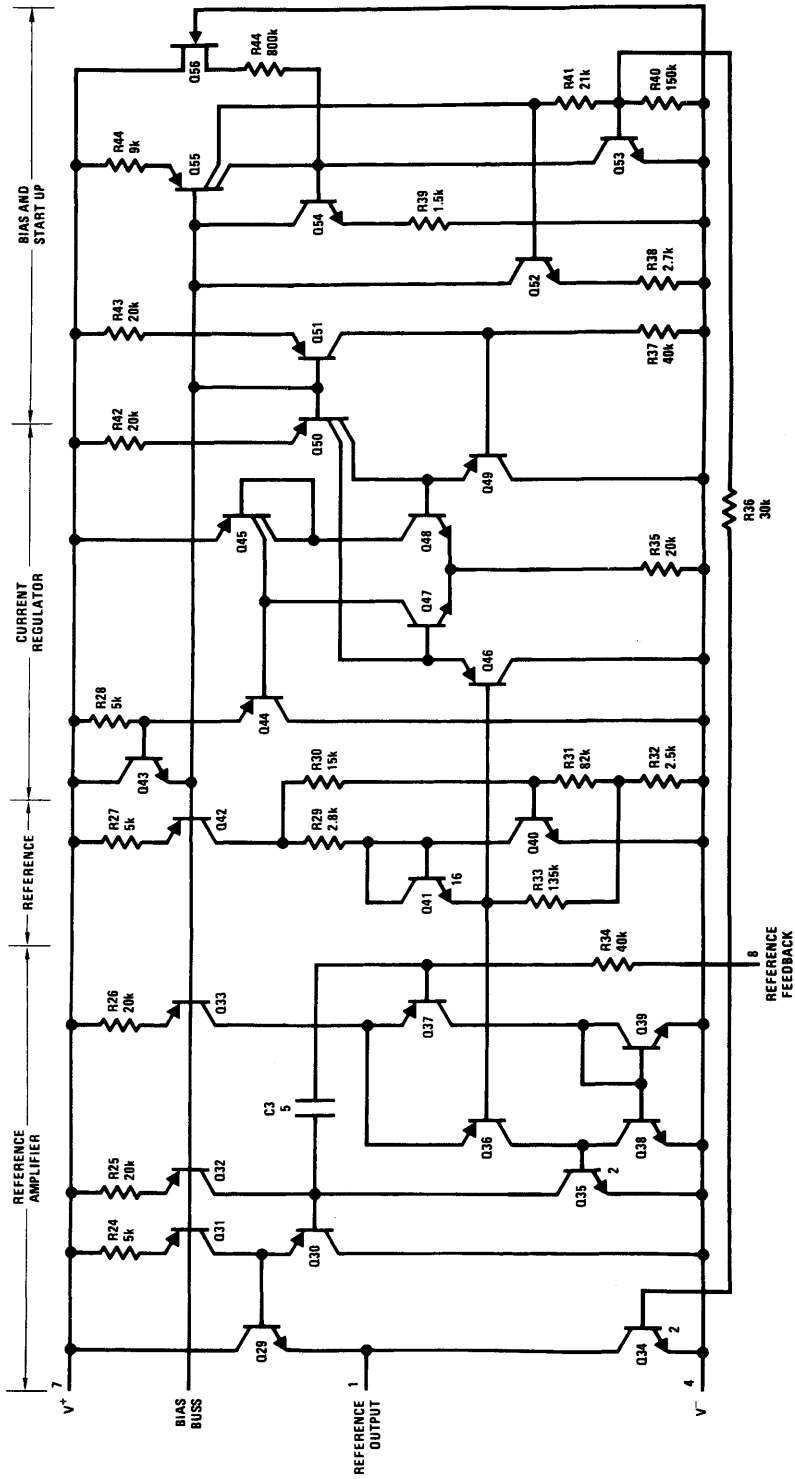 REFERENCE
AMPLIFIER
REFERENCE
CURRENT
REGULATOR
BIAS AND
START UP
V+
7
BIAS
BUSS
REFERENCE
OUTPUT
1
V−
4
R24
5k
R25
20k
R26
20k
R27
5k
R28
5k
R42
20k
R43
20k
R44
9k
Q56
R44
800k
Q31
Q32
Q33
Q42
Q43
Q45
Q50
Q51
Q55
Q29
Q30
C3
5
Q37
Q41
16
R29
2.8k
R30
15k
Q44
Q47
Q48
Q54
R39
1.5k
Q36
Q35
2
Q46
Q49
Q52
R41
21k
Q34
2
Q38
Q39
R34
40k
R33
135k
Q40
R31
82k
R32
2.5k
R35
20k
R37
40k
R38
2.7k
Q53
R40
150k
8
REFERENCE
FEEDBACK
R36
30k